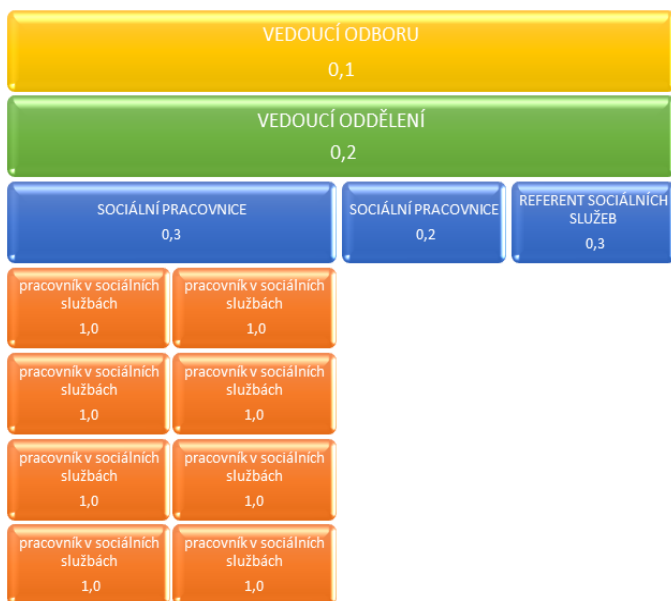 VEDOUCÍ ODBORU
0,1
VEDOUCÍ ODDĚLENÍ
0,2
SOCIÁLNÍ PRACOVNICE
0,3
SOCIÁLNÍ PRACOVNICE
0,2
REFERENT SOCIÁLNÍCH
SLUŽEB
0,3
pracovník v sociálních
službách
1,0
pracovník v sociálních
službách
1,0
pracovník v sociálních
službách
1,0
pracovník v sociálních
službách
1,0
pracovník v sociálních
službách
1,0
pracovník v sociálních
službách
1,0
pracovník v sociálních
službách
1,0
pracovník v sociálních
službách
1,0